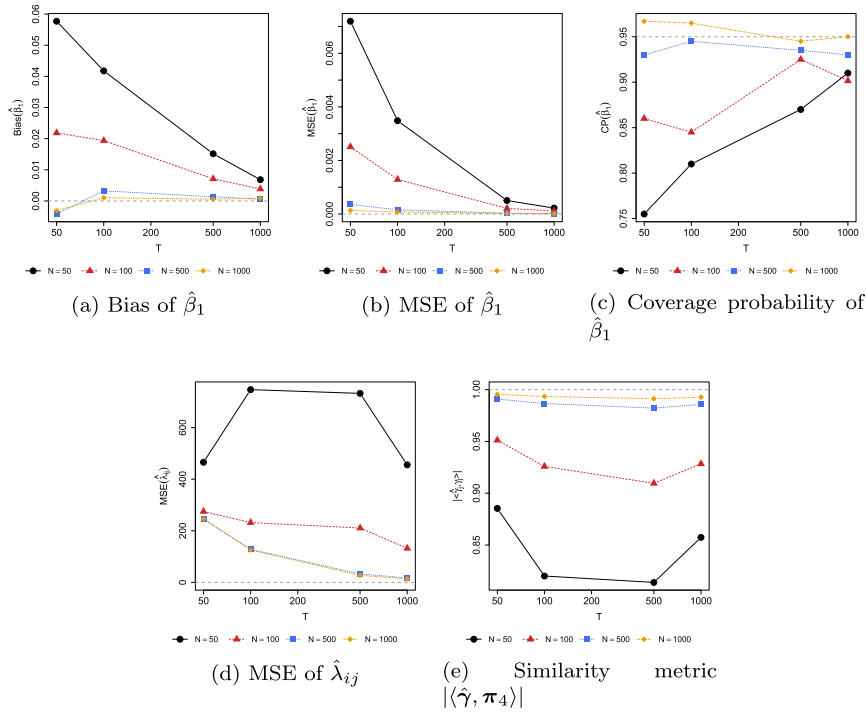 0.00 0.01 0.02 0.03 0.04 0.05 0.06
Bias(β̂₁)
50 100 200 500 1000
T
N = 50 N = 100 N = 500 N = 1000
(a) Bias of β̂₁
0.000 0.002 0.004 0.006
MSE(β̂₁)
50 100 200 500 1000
T
N = 50 N = 100 N = 500 N = 1000
(b) MSE of β̂₁
0.75 0.80 0.85 0.90 0.95
CP(β̂₁)
50 100 200 500 1000
T
N = 50 N = 100 N = 500 N = 1000
(c) Coverage probability of
β̂₁
0 200 400 600
MSE(λ̂ᵢⱼ)
50 100 200 500 1000
T
N = 50 N = 100 N = 500 N = 1000
(d) MSE of λ̂ᵢⱼ
0.85 0.90 0.95 1.00
|<γ̂ⱼ,γⱼ>|
50 100 200 500 1000
T
N = 50 N = 100 N = 500 N = 1000
(e) Similarity metric
|⟨γ̂, π₄⟩|